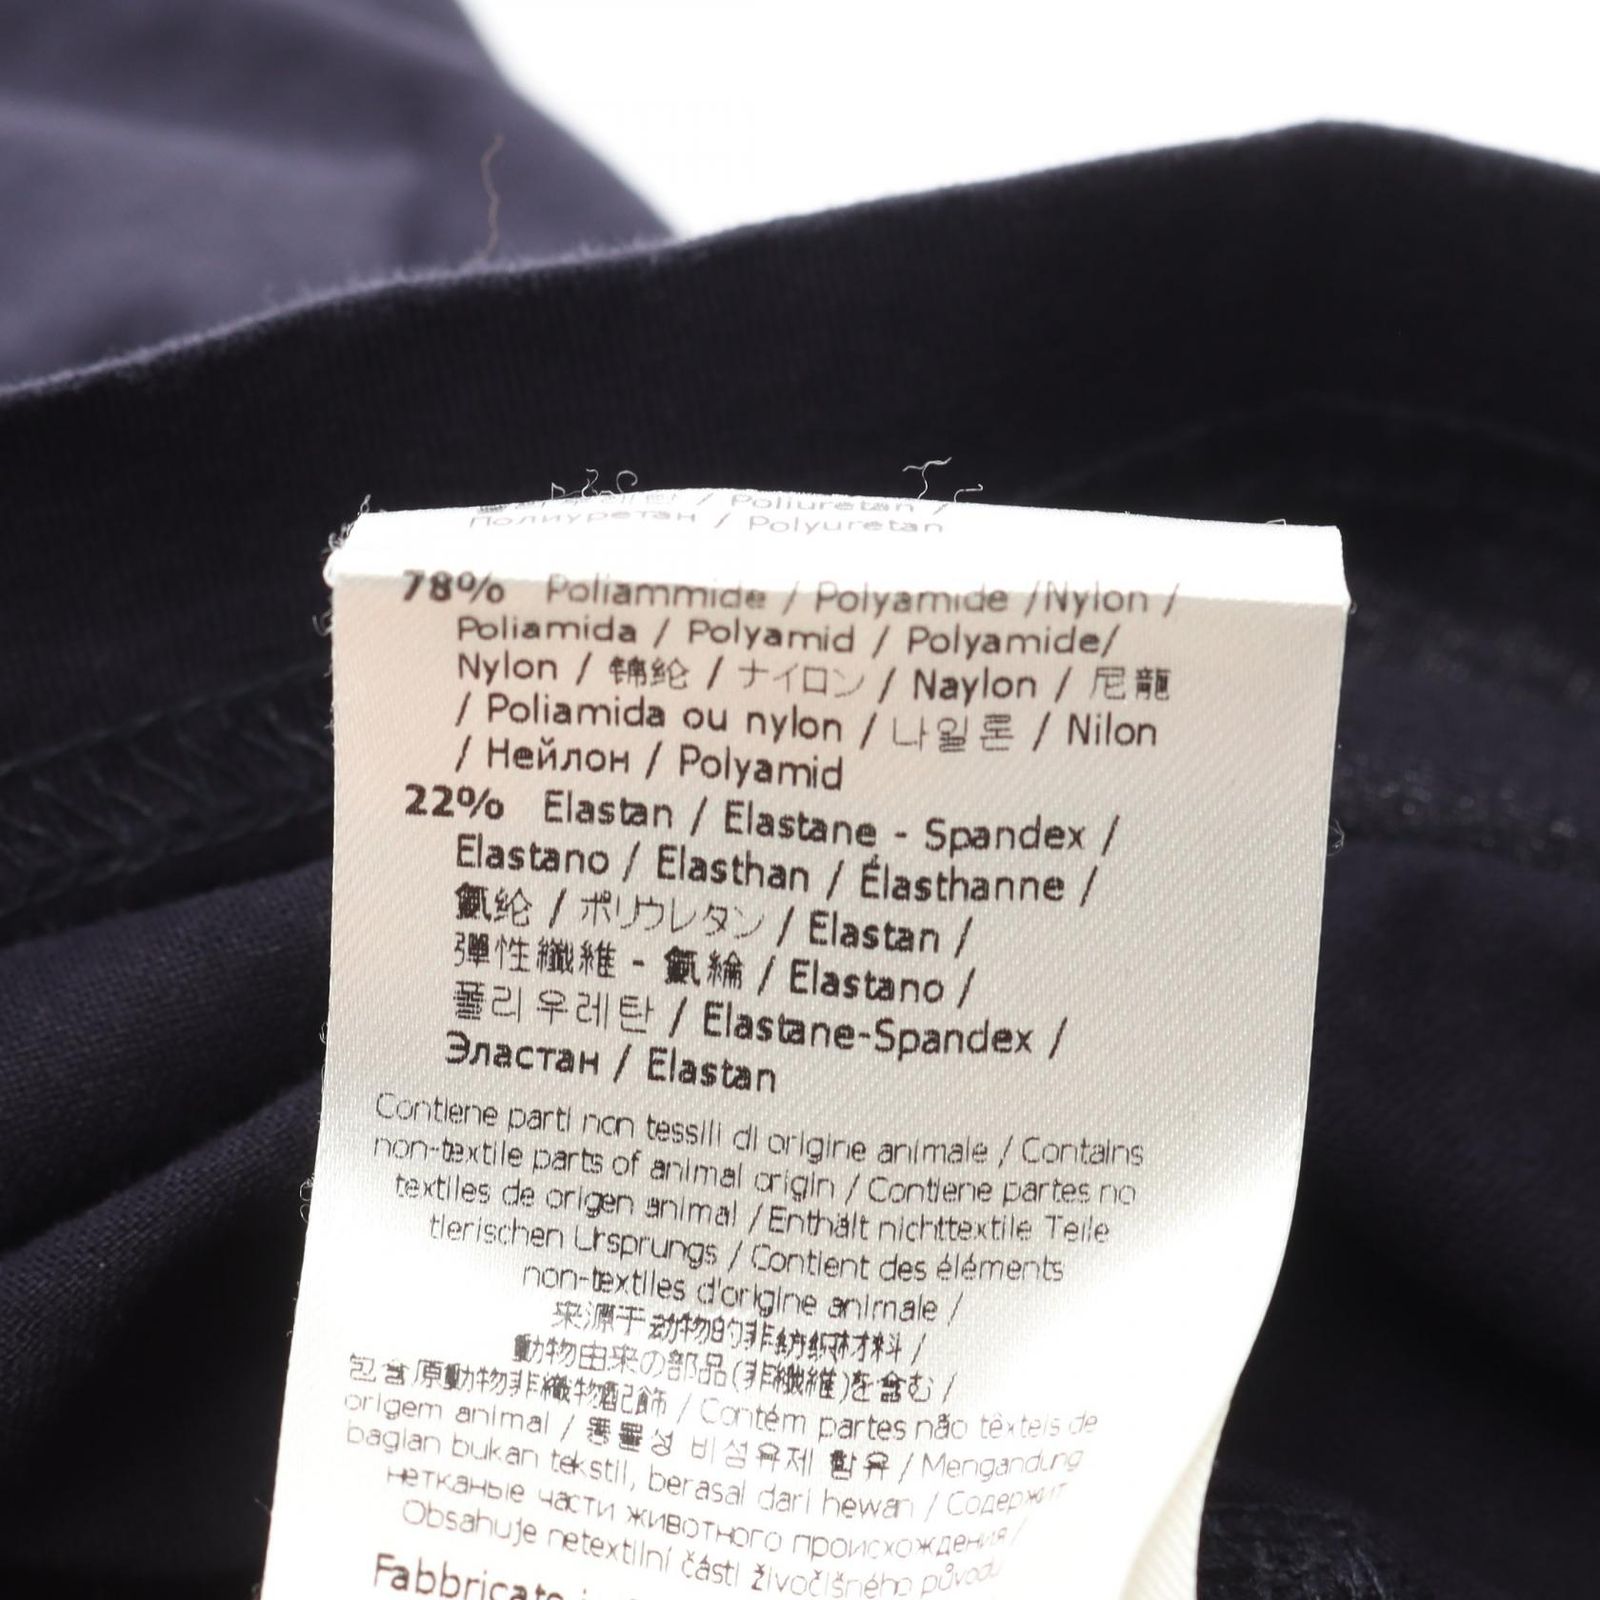 / Poliuretan /
Полиуретан / Polyuretan
78% Poliammide / Polyamide /Nylon /
Poliamida / Polyamid / Polyamide/
Nylon / 锦纶 / ナイロン / Naylon / 尼龍
/ Poliamida ou nylon / 나일론 / Nilon
/ Нейлон / Polyamid
22% Elastan / Elastane - Spandex /
Elastano / Elasthan / Élasthanne /
氨纶 / ポリウレタン / Elastan /
彈性纖維 - 氨綸 / Elastano /
폴리우레탄 / Elastane-Spandex /
Эластан / Elastan
Contiene parti non tessili di origine animale / Contains
non-textile parts of animal origin / Contiene partes no
textiles de origen animal / Enthält nichttextile Teile
tierischen Ursprungs / Contient des éléments
non-textiles d'origine animale /
来源于动物的非纺织材料 /
動物由来の部品(非繊維)を含む /
包含原動物非織物配飾 / Contém partes não têxteis de
origem animal / 동물성 비섬유제 함유 / Mengandung
bagian bukan tekstil, berasal dari hewan / Содержит
нетканые части животного происхождения /
Obsahuje netextilní části živočišného původu
Fabbricato